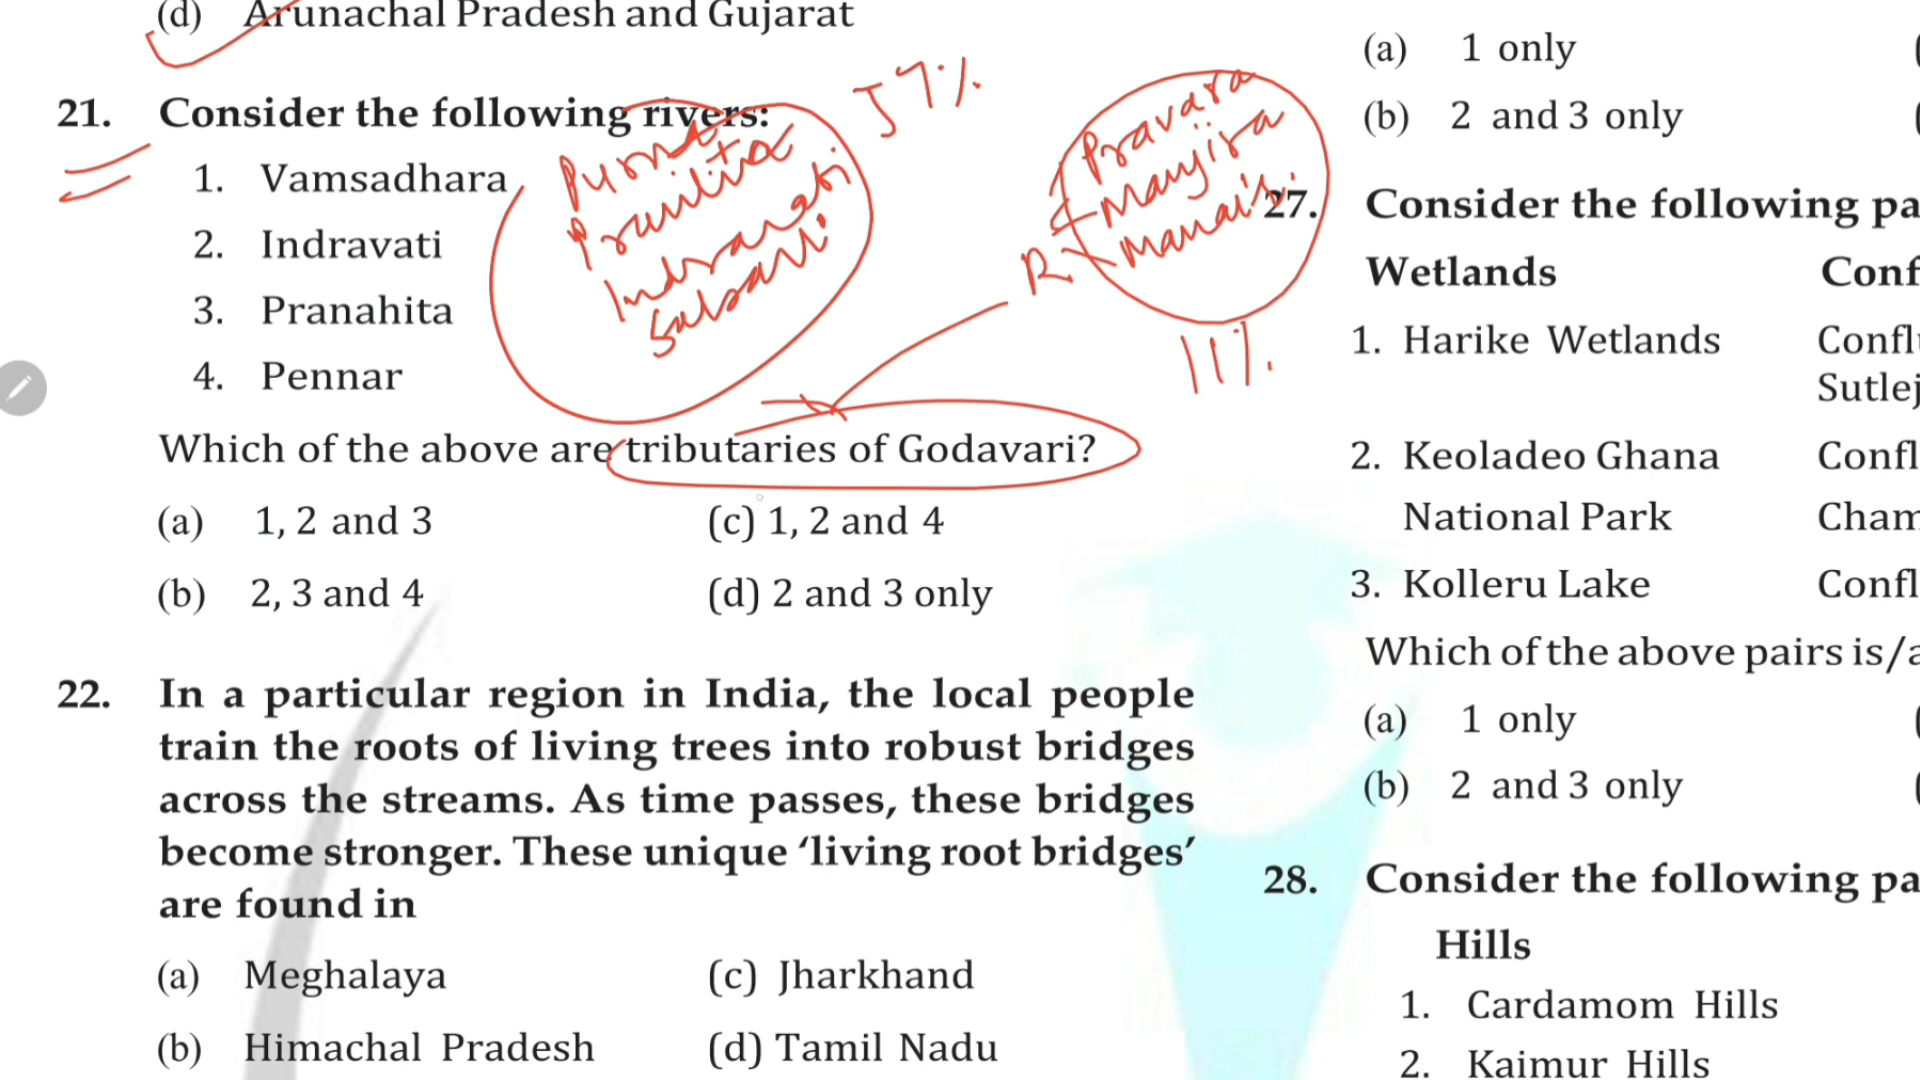 (d) Arunachal Pradesh and Gujarat
21. Consider the following rivers:
1. Vamsadhara
2. Indravati
3. Pranahita
4. Pennar
Which of the above are tributaries of Godavari?
(a) 1, 2 and 3
(c) 1, 2 and 4
(b) 2, 3 and 4
(d) 2 and 3 only
Purna
Indravati
Sabari
57%
R
Pravara
Manjira
11%
22. In a particular region in India, the local people
train the roots of living trees into robust bridges
across the streams. As time passes, these bridges
become stronger. These unique ‘living root bridges’
are found in
(a) Meghalaya
(c) Jharkhand
(b) Himachal Pradesh
(d) Tamil Nadu
(a) 1 only
(b) 2 and 3 only
27. Consider the following pa
Wetlands Conf
1. Harike Wetlands Confl
Sutlej
2. Keoladeo Ghana Confl
National Park Cham
3. Kolleru Lake Confl
Which of the above pairs is/a
(a) 1 only
(b) 2 and 3 only
28. Consider the following pa
Hills
1. Cardamom Hills
2. Kaimur Hills